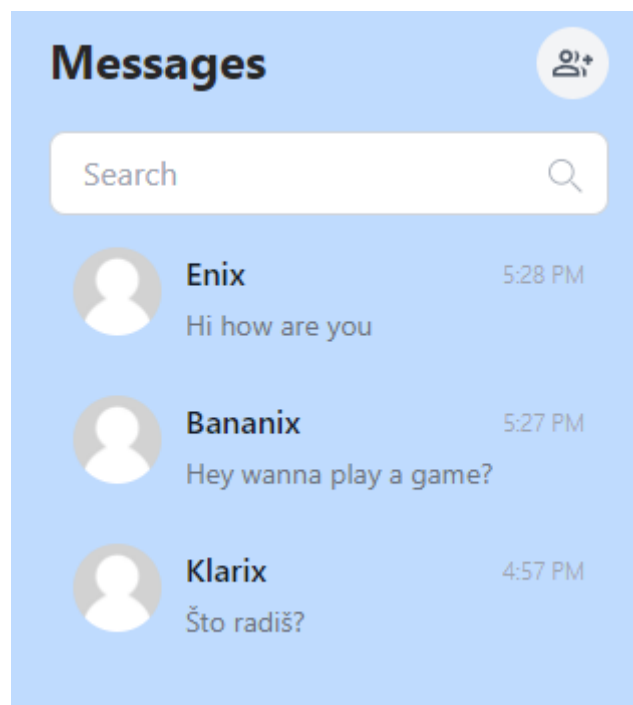 Messages
Search
Enix 5:28 PM
Hi how are you
Bananix 5:27 PM
Hey wanna play a game?
Klarix 4:57 PM
Što radiš?